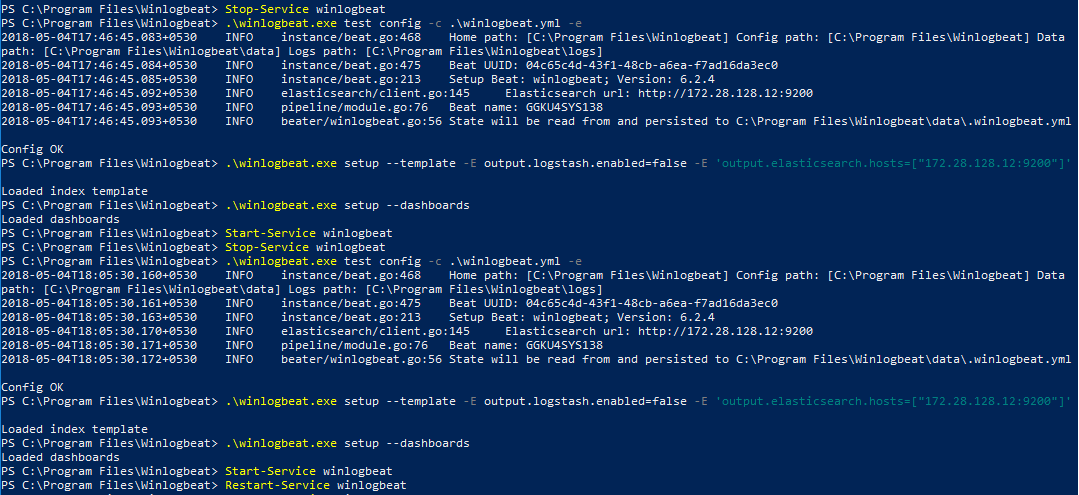 PS C:\Program Files\Winlogbeat> Stop-Service winlogbeat
PS C:\Program Files\Winlogbeat> .\winlogbeat.exe test config -c .\winlogbeat.yml -e
2018-05-04T17:46:45.083+0530 INFO instance/beat.go:468 Home path: [C:\Program Files\Winlogbeat] Config path: [C:\Program Files\Winlogbeat] Data
path: [C:\Program Files\Winlogbeat\data] Logs path: [C:\Program Files\Winlogbeat\logs]
2018-05-04T17:46:45.084+0530 INFO instance/beat.go:475 Beat UUID: 04c65c4d-43f1-48cb-a6ea-f7ad16da3ec0
2018-05-04T17:46:45.085+0530 INFO instance/beat.go:213 Setup Beat: winlogbeat; Version: 6.2.4
2018-05-04T17:46:45.092+0530 INFO elasticsearch/client.go:145 Elasticsearch url: http://172.28.128.12:9200
2018-05-04T17:46:45.093+0530 INFO pipeline/module.go:76 Beat name: GGKU4SYS138
2018-05-04T17:46:45.093+0530 INFO beater/winlogbeat.go:56 State will be read from and persisted to C:\Program Files\Winlogbeat\data\.winlogbeat.yml
Config OK
PS C:\Program Files\Winlogbeat> .\winlogbeat.exe setup --template -E output.logstash.enabled=false -E 'output.elasticsearch.hosts=["172.28.128.12:9200"]'
Loaded index template
PS C:\Program Files\Winlogbeat> .\winlogbeat.exe setup --dashboards
Loaded dashboards
PS C:\Program Files\Winlogbeat> Start-Service winlogbeat
PS C:\Program Files\Winlogbeat> Stop-Service winlogbeat
PS C:\Program Files\Winlogbeat> .\winlogbeat.exe test config -c .\winlogbeat.yml -e
2018-05-04T18:05:30.160+0530 INFO instance/beat.go:468 Home path: [C:\Program Files\Winlogbeat] Config path: [C:\Program Files\Winlogbeat] Data
path: [C:\Program Files\Winlogbeat\data] Logs path: [C:\Program Files\Winlogbeat\logs]
2018-05-04T18:05:30.161+0530 INFO instance/beat.go:475 Beat UUID: 04c65c4d-43f1-48cb-a6ea-f7ad16da3ec0
2018-05-04T18:05:30.163+0530 INFO instance/beat.go:213 Setup Beat: winlogbeat; Version: 6.2.4
2018-05-04T18:05:30.170+0530 INFO elasticsearch/client.go:145 Elasticsearch url: http://172.28.128.12:9200
2018-05-04T18:05:30.171+0530 INFO pipeline/module.go:76 Beat name: GGKU4SYS138
2018-05-04T18:05:30.172+0530 INFO beater/winlogbeat.go:56 State will be read from and persisted to C:\Program Files\Winlogbeat\data\.winlogbeat.yml
Config OK
PS C:\Program Files\Winlogbeat> .\winlogbeat.exe setup --template -E output.logstash.enabled=false -E 'output.elasticsearch.hosts=["172.28.128.12:9200"]'
Loaded index template
PS C:\Program Files\Winlogbeat> .\winlogbeat.exe setup --dashboards
Loaded dashboards
PS C:\Program Files\Winlogbeat> Start-Service winlogbeat
PS C:\Program Files\Winlogbeat> Restart-Service winlogbeat